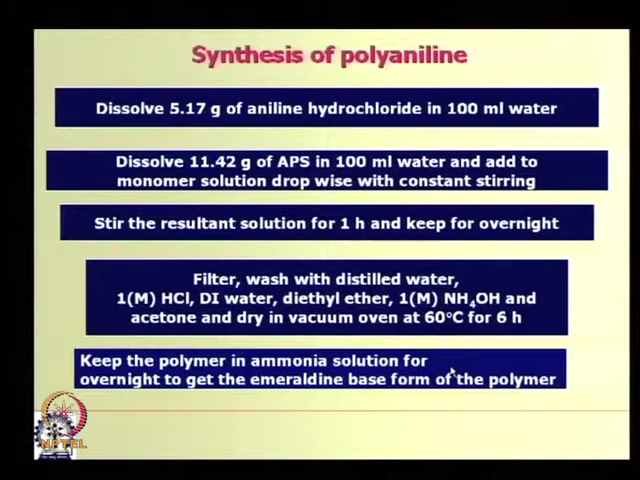 Synthesis of polyaniline
Dissolve 5.17 g of aniline hydrochloride in 100 ml water
Dissolve 11.42 g of APS in 100 ml water and add to
monomer solution drop wise with constant stirring
Stir the resultant solution for 1 h and keep for overnight
Filter, wash with distilled water,
1(M) HCl, DI water, diethyl ether, 1(M) NH₄OH and
acetone and dry in vacuum oven at 60°C for 6 h
Keep the polymer in ammonia solution for
overnight to get the emeraldine base form of the polymer
NPTEL